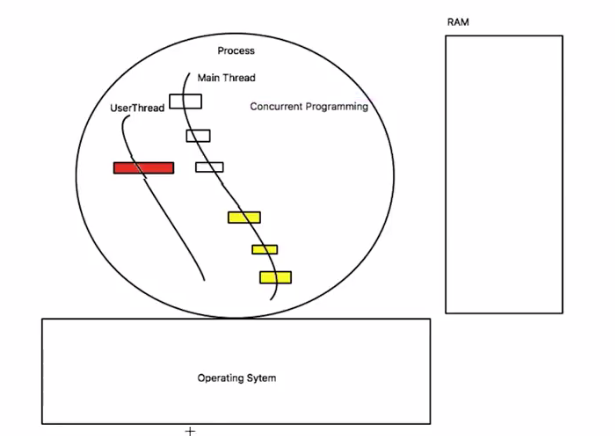 RAM
Process
Main Thread
UserThread
Concurrent Programming
Operating Sytem